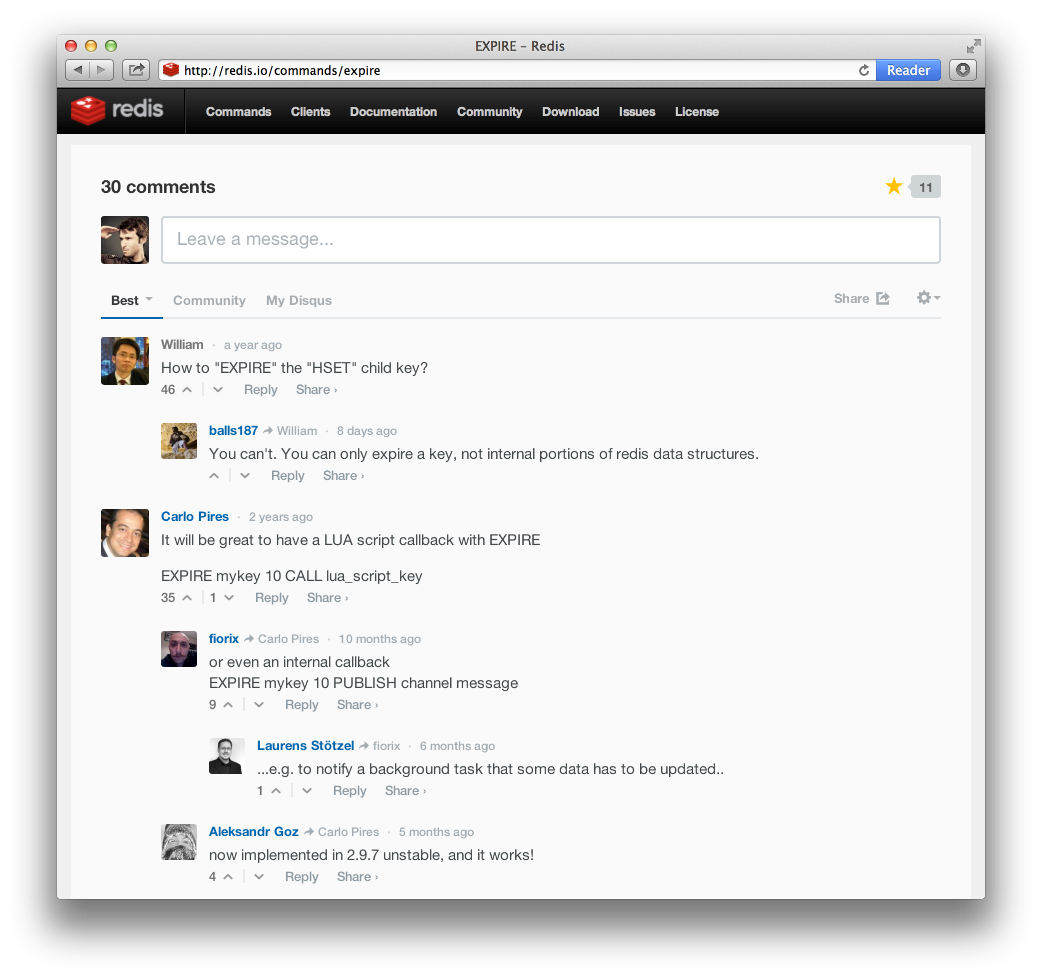 EXPIRE – Redis
http://redis.io/commands/expire
Reader
redis
Commands Clients Documentation Community Download Issues License
30 comments
11
Leave a message...
Best Community My Disqus Share
William · a year ago
How to "EXPIRE" the "HSET" child key?
46 Reply Share ›
balls187 William · 8 days ago
You can't. You can only expire a key, not internal portions of redis data structures.
Reply Share ›
Carlo Pires · 2 years ago
It will be great to have a LUA script callback with EXPIRE
EXPIRE mykey 10 CALL lua_script_key
35 1 Reply Share ›
fiorix Carlo Pires · 10 months ago
or even an internal callback
EXPIRE mykey 10 PUBLISH channel message
9 Reply Share ›
Laurens Stötzel fiorix · 6 months ago
...e.g. to notify a background task that some data has to be updated..
1 Reply Share ›
Aleksandr Goz Carlo Pires · 5 months ago
now implemented in 2.9.7 unstable, and it works!
4 Reply Share ›